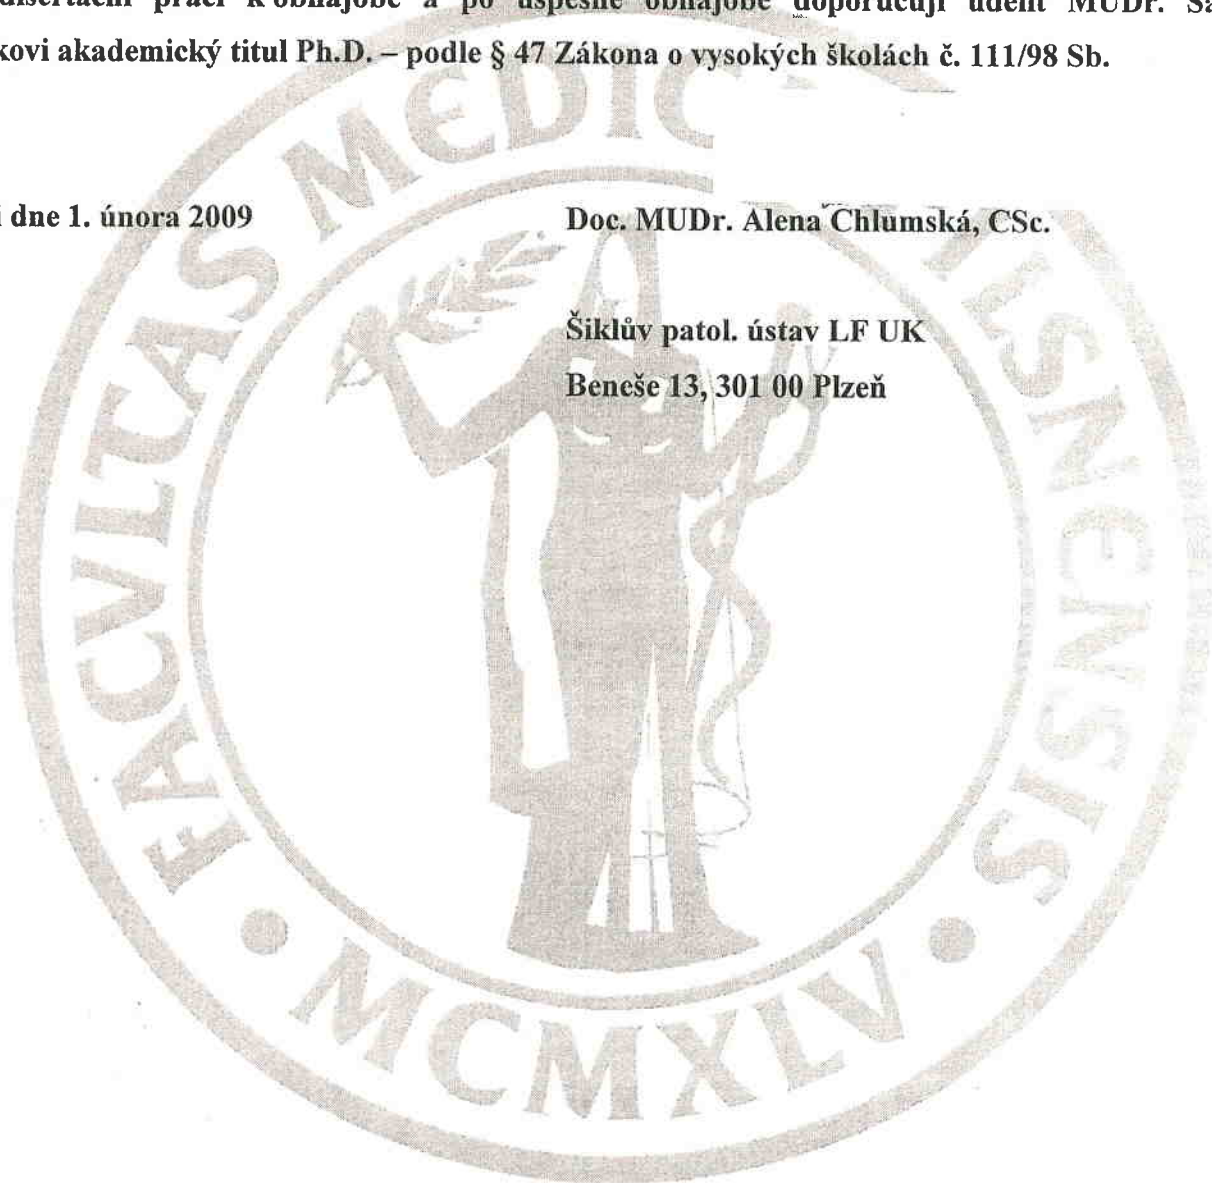 disertační práci k obhajobě a po úspěšné obhajobě doporučuji udělit MUDr.
kovi akademický titul Ph.D. – podle § 47 Zákona o vysokých školách č. 111/98 Sb.
dne 1. února 2009
Doc. MUDr. Alena Chlumská, CSc.
Šiklův patol. ústav LF UK
Beneše 13, 301 00 Plzeň
FACVLTAS MEDIC ILSNENSIS
MCMXLV